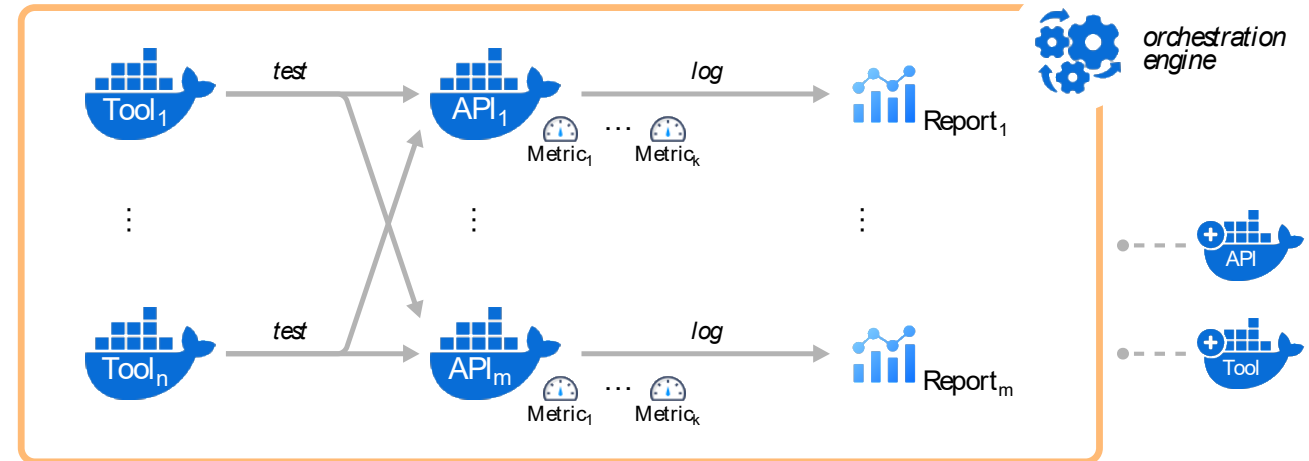 orchestration
engine
test
log
Tool₁
API₁
Report₁
... 
Metric₁
Metricₖ
⋮
⋮
⋮
API
test
log
Toolₙ
APIₘ
Tool
Reportₘ
...
Metric₁
Metricₖ